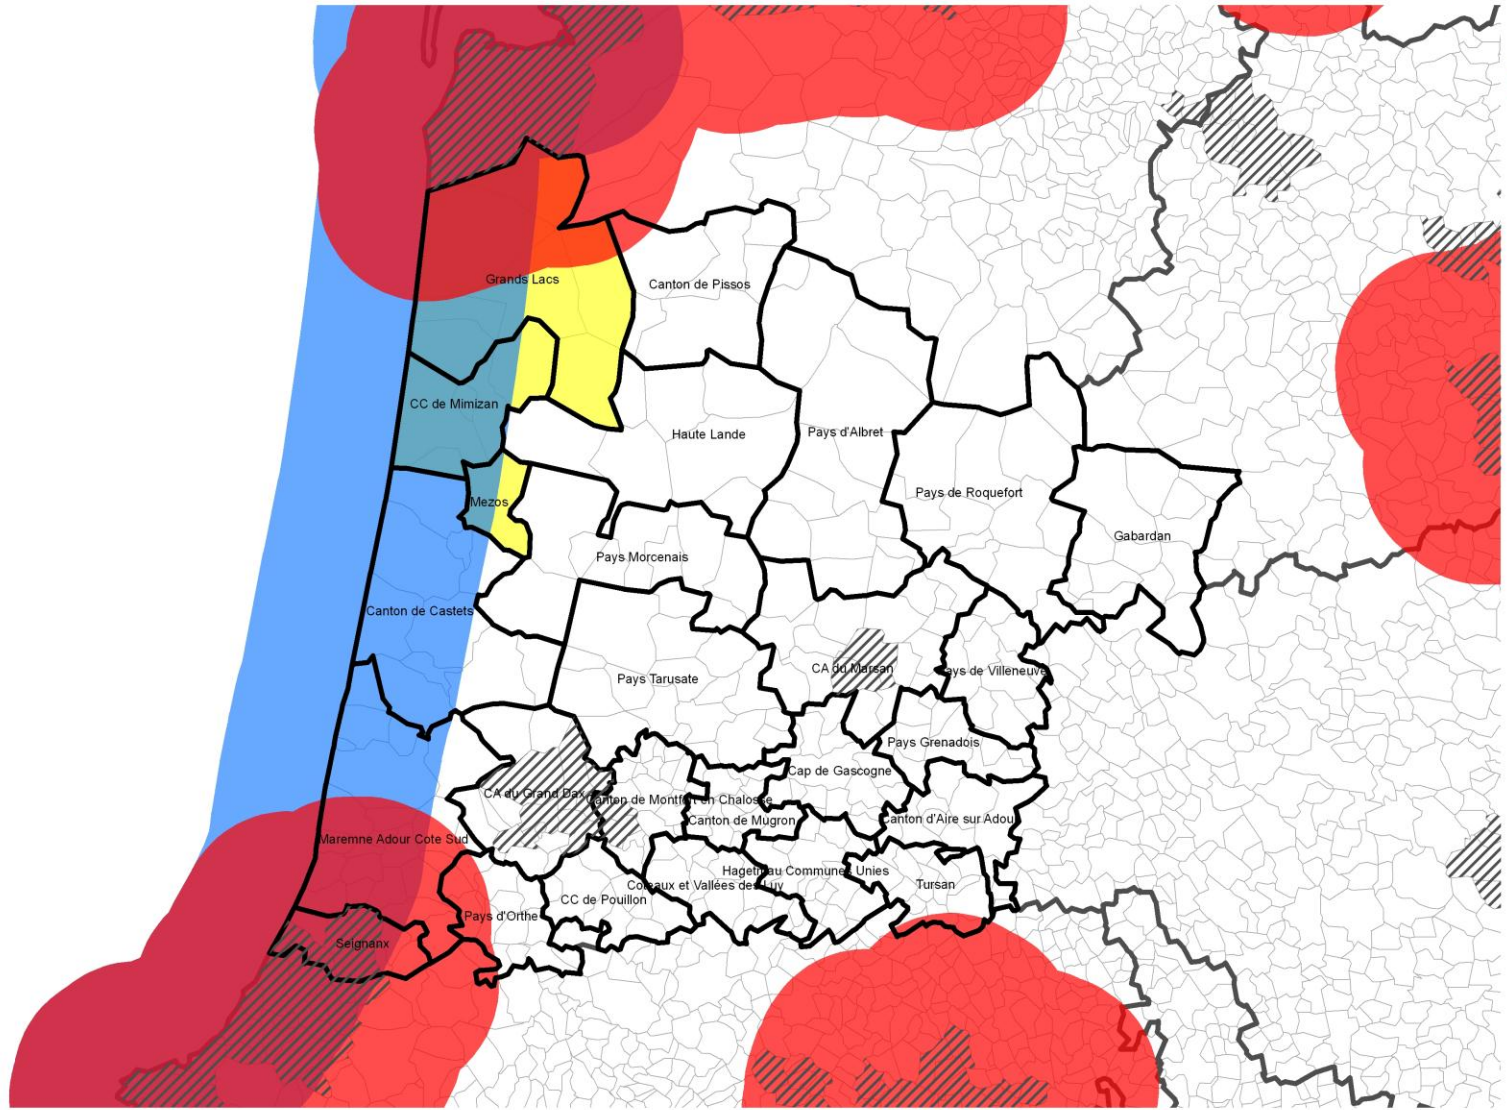 Grands Lacs
Canton de Pissos
CC de Mimizan
Haute Lande
Pays d'Albret
Pays de Roquefort
Mezos
Gabardan
Pays Morcenais
Canton de Castets
CA du Marsan
Pays de Villeneuve
Pays Tarusate
Pays Grenadois
Cap de Gascogne
CA du Grand Dax
Canton de Montfort en Chalosse
Canton de Mugron
Canton d'Aire sur Adour
Maremne Adour Cote Sud
Hagetmau Communes Unies
Coteaux et Vallées des Luy
Tursan
CC de Pouillon
Pays d'Orthe
Seignanx